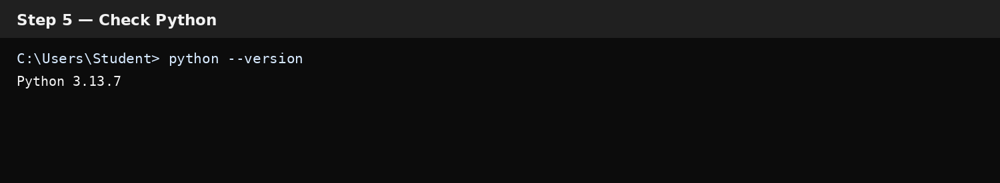 Step 5 — Check Python
C:\Users\Student> python --version
Python 3.13.7